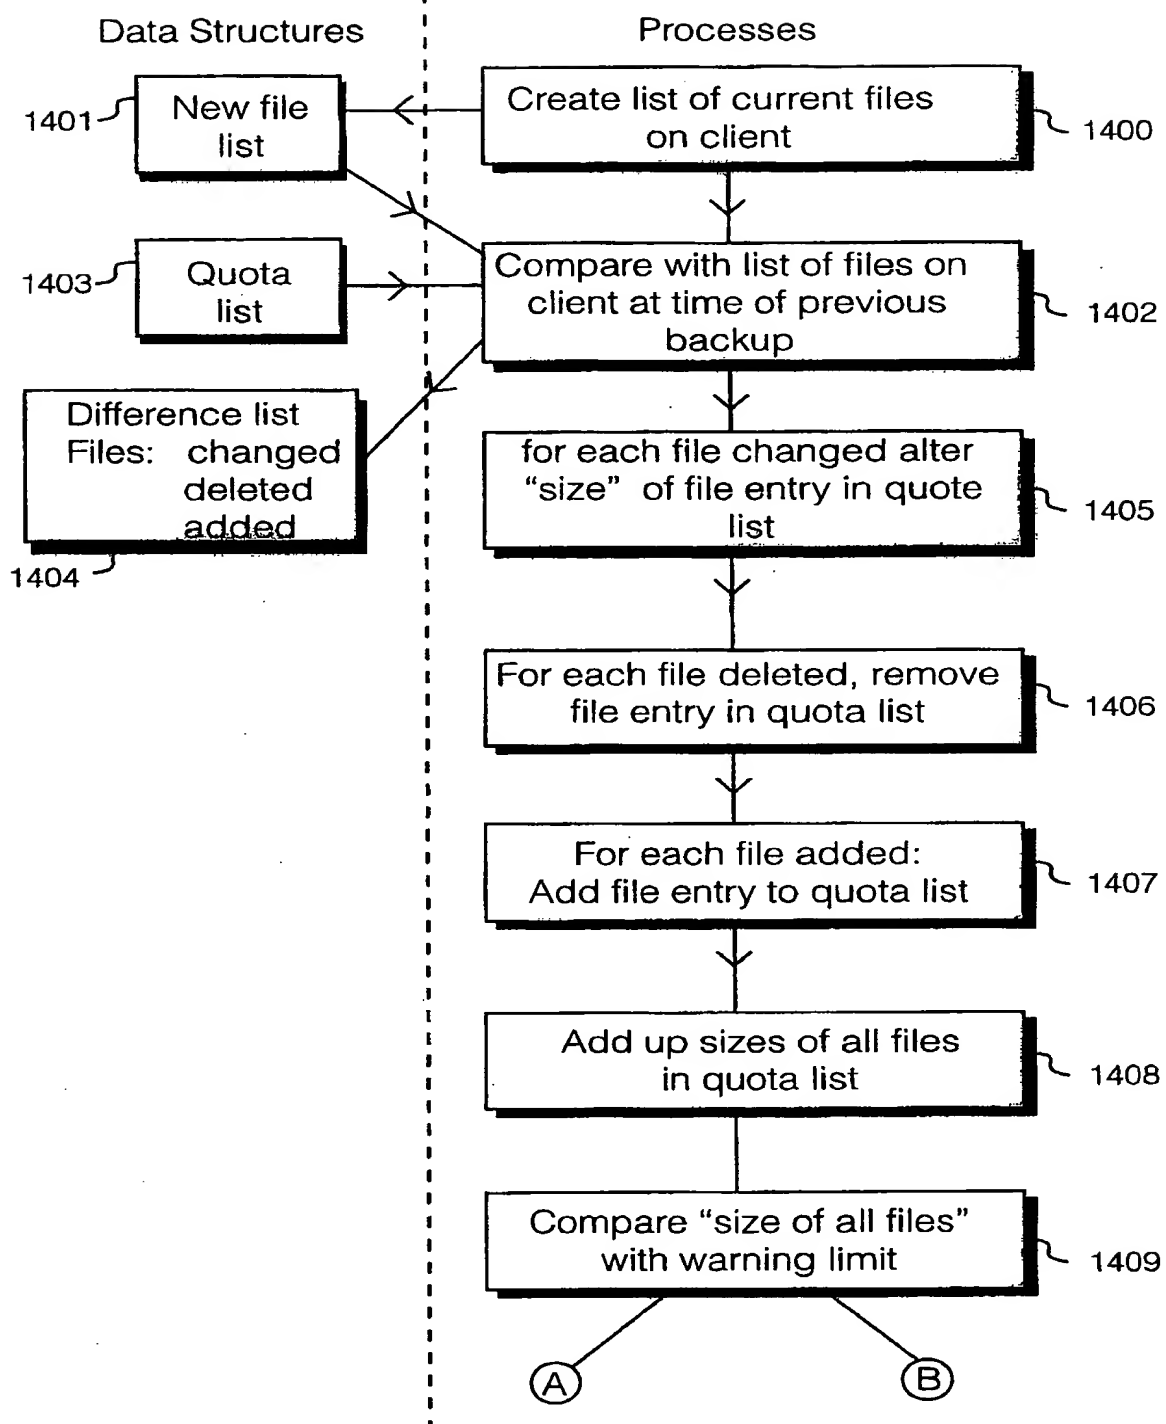 Data Structures
Processes
1401
New file
list
Create list of current files
on client
1400
1403
Quota
list
Compare with list of files on
client at time of previous
backup
1402
Difference list
Files: changed
deleted
added
1404
for each file changed alter
“size” of file entry in quote
list
1405
For each file deleted, remove
file entry in quota list
1406
For each file added:
Add file entry to quota list
1407
Add up sizes of all files
in quota list
1408
Compare “size of all files”
with warning limit
1409
A
B